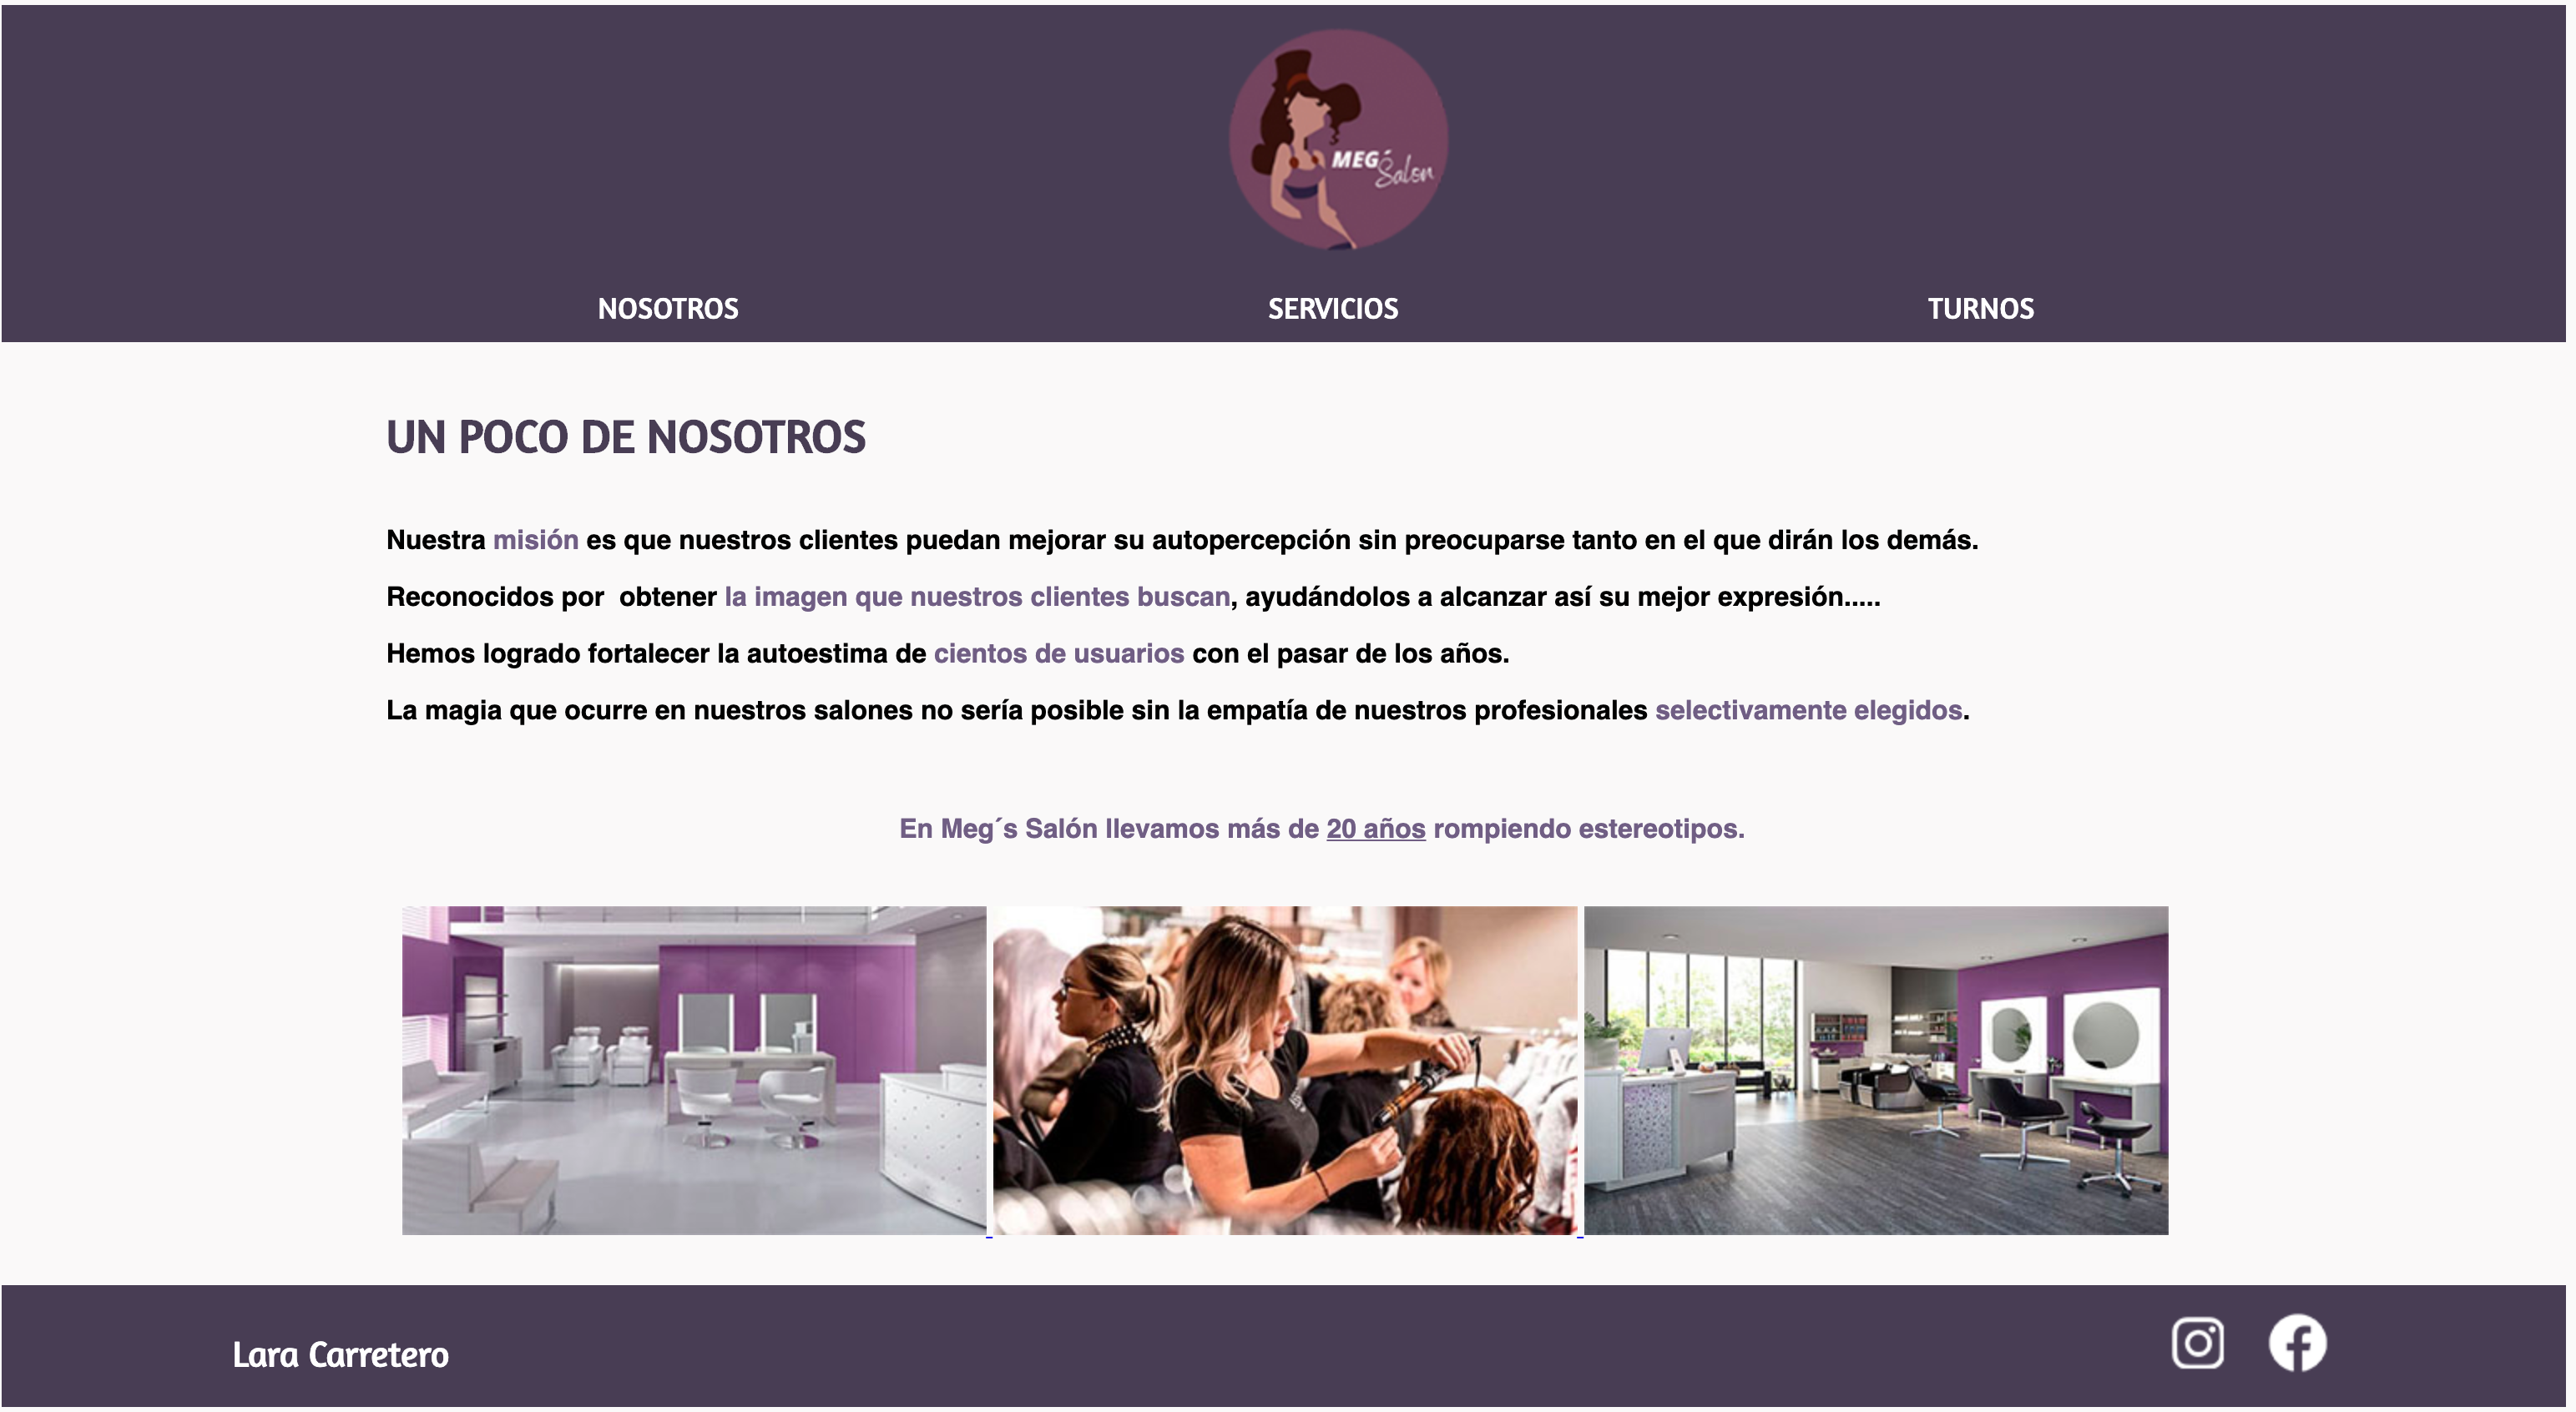 MEG´
Salon
NOSOTROS SERVICIOS TURNOS
UN POCO DE NOSOTROS
Nuestra misión es que nuestros clientes puedan mejorar su autopercepción sin preocuparse tanto en el que dirán los demás.
Reconocidos por  obtener la imagen que nuestros clientes buscan, ayudándolos a alcanzar así su mejor expresión.....
Hemos logrado fortalecer la autoestima de cientos de usuarios con el pasar de los años.
La magia que ocurre en nuestros salones no sería posible sin la empatía de nuestros profesionales selectivamente elegidos.
En Meg´s Salón llevamos más de 20 años rompiendo estereotipos.
Lara Carretero